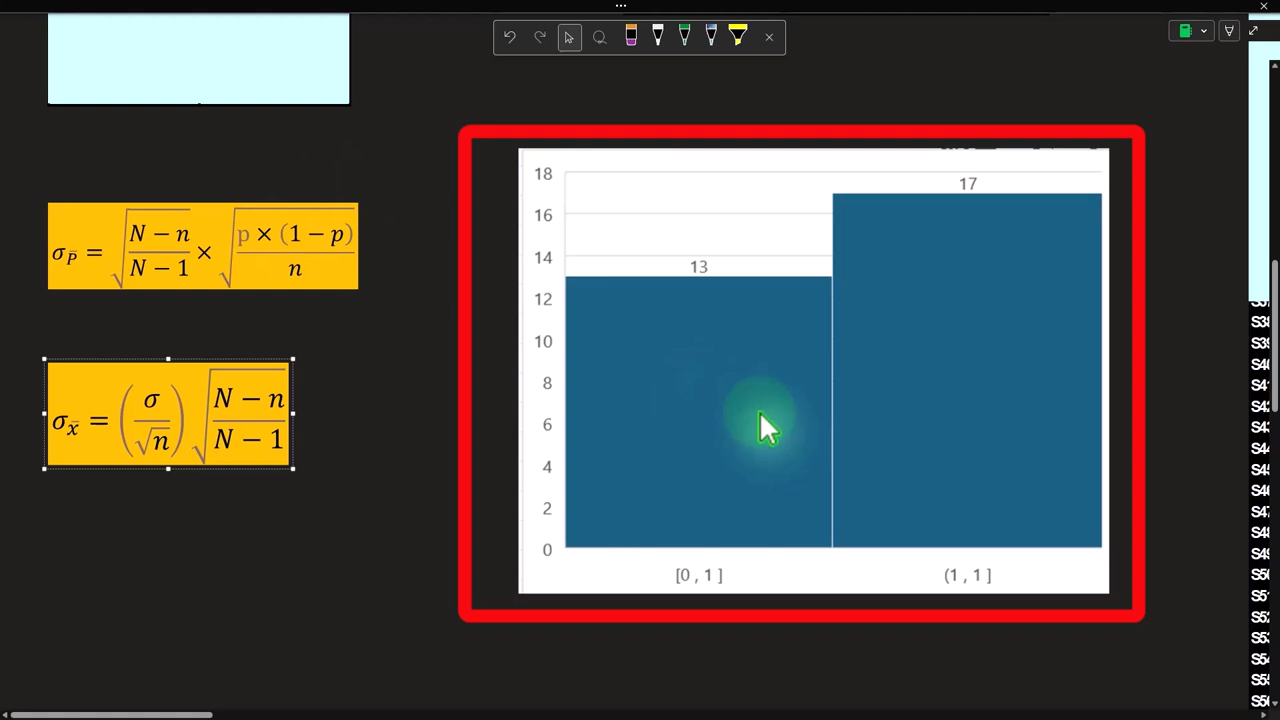 σ_P̄ = √((N − n)/(N − 1)) × √((p × (1 − p))/n)
σ_x̄ = (σ/√n) √((N − n)/(N − 1))
18
17
16
14
13
12
10
8
6
4
2
0
[0 , 1 ]
(1 , 1 ]
S38
S39
S40
S41
S42
S43
S44
S45
S46
S47
S48
S49
S50
S51
S52
S53
S54
S55
S56